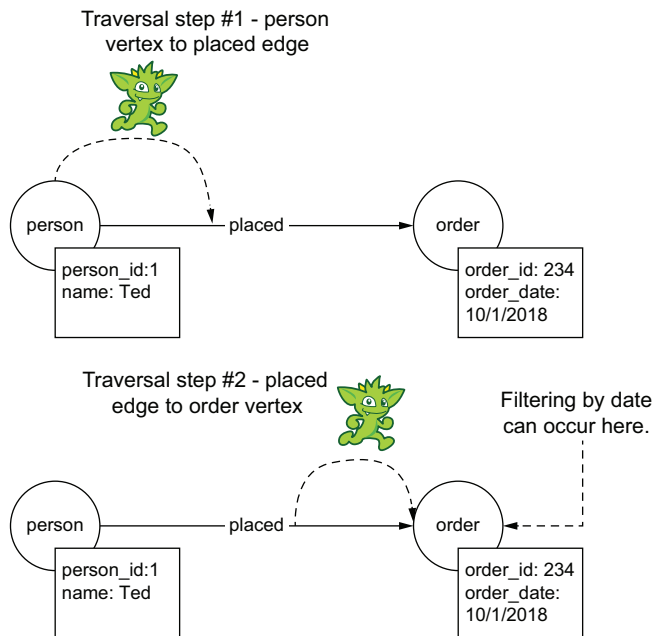 Traversal step #1 - person
vertex to placed edge
person
placed
order
person_id:1
name: Ted
order_id: 234
order_date:
10/1/2018
Traversal step #2 - placed
edge to order vertex
Filtering by date
can occur here.
person
placed
order
person_id:1
name: Ted
order_id: 234
order_date:
10/1/2018